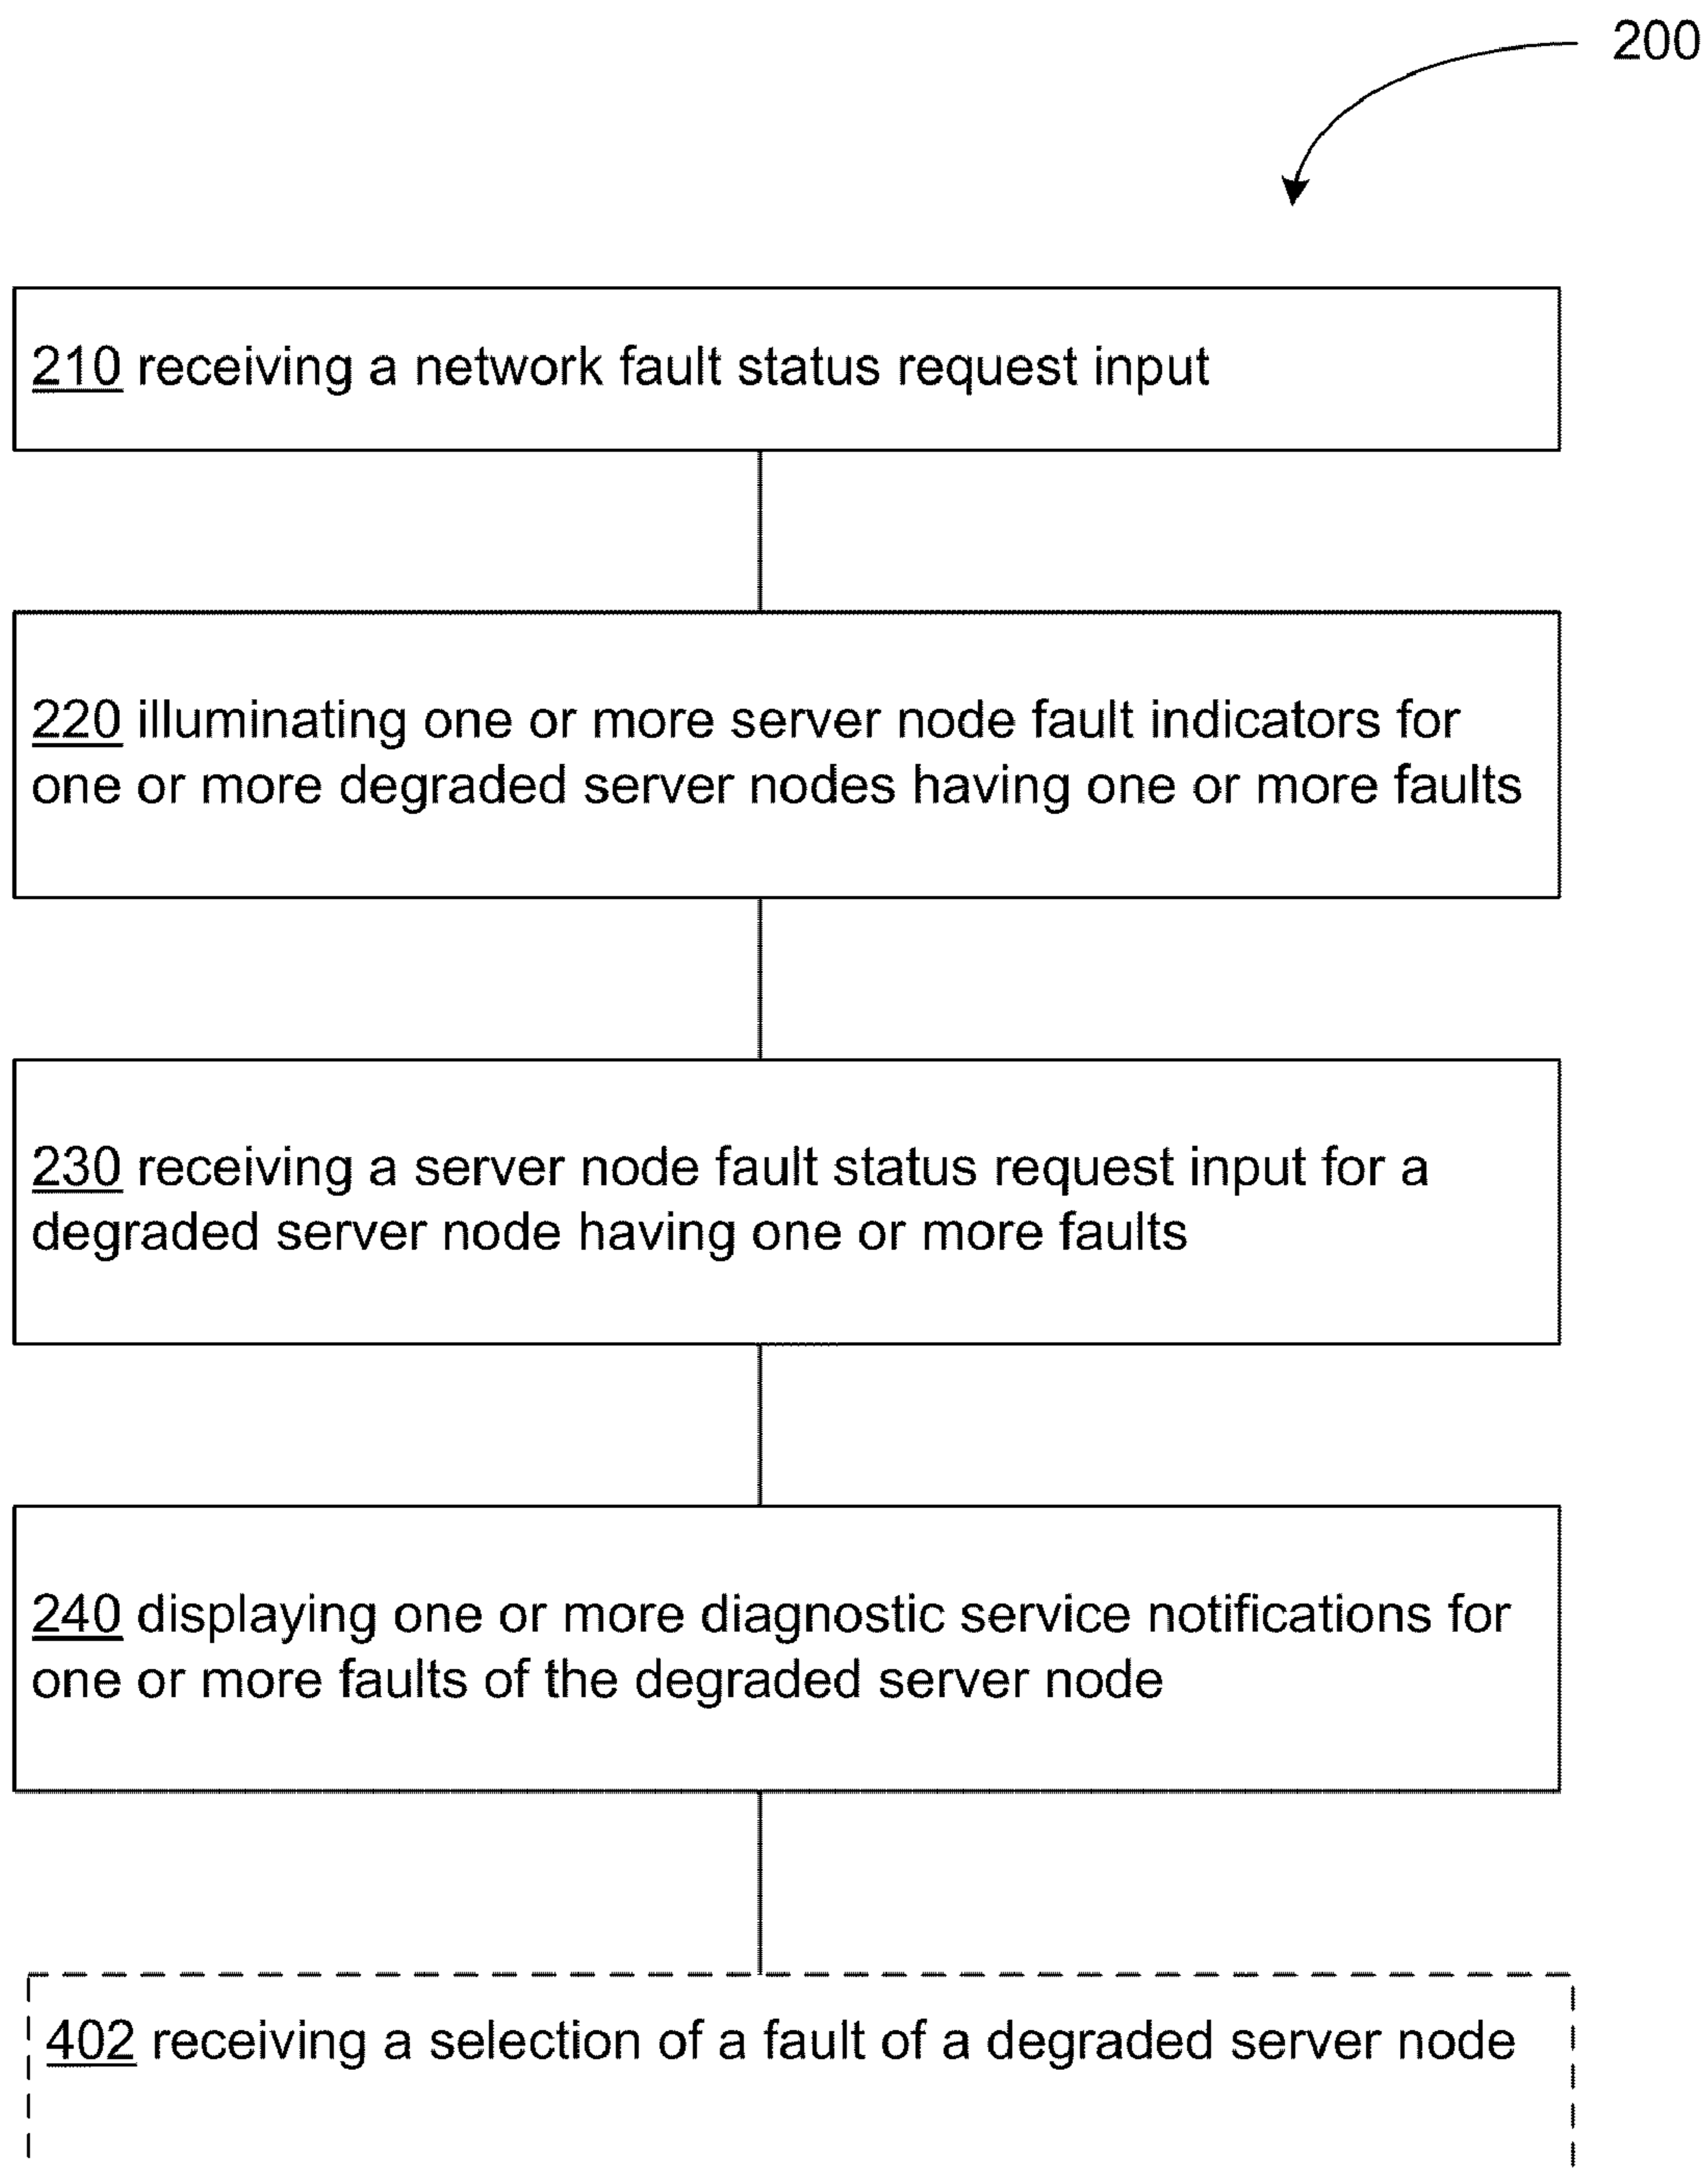 200
210 receiving a network fault status request input
220 illuminating one or more server node fault indicators for
one or more degraded server nodes having one or more faults
230 receiving a server node fault status request input for a
degraded server node having one or more faults
240 displaying one or more diagnostic service notifications for
one or more faults of the degraded server node
402 receiving a selection of a fault of a degraded server node